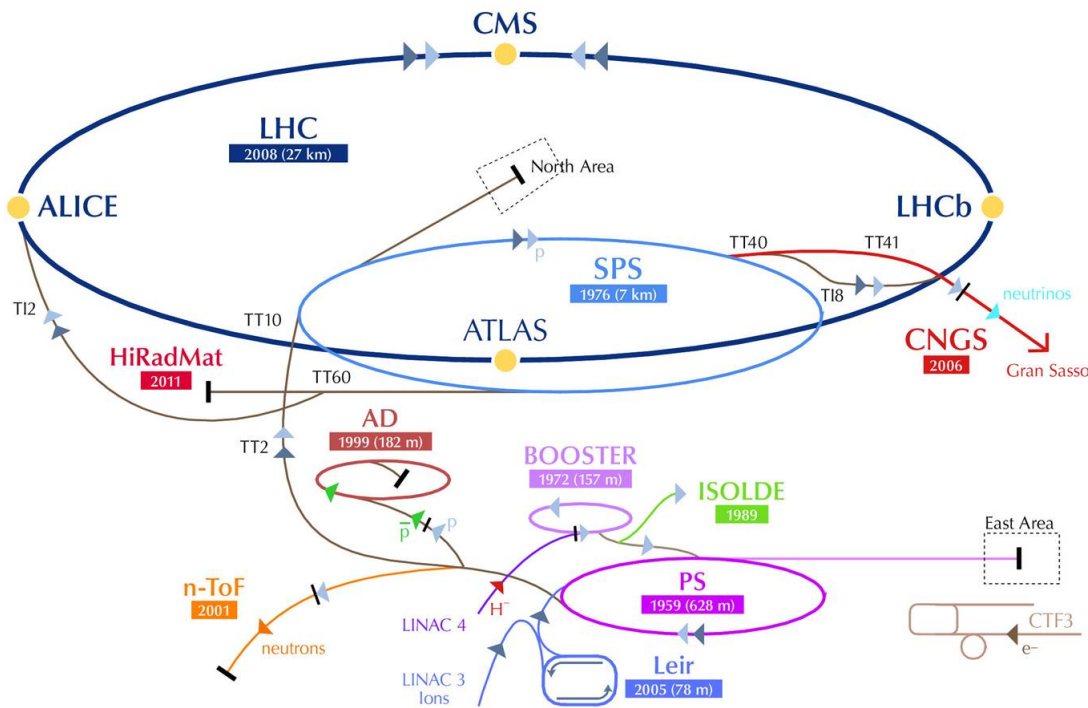 CMS
LHC
2008 (27 km)
North Area
ALICE
LHCb
TT40
TT41
SPS
1976 (7 km)
p
TI2
TT10
TI8
neutrinos
ATLAS
HiRadMat
2011
CNGS
2006
Gran Sasso
TT60
AD
1999 (182 m)
TT2
BOOSTER
1972 (157 m)
ISOLDE
1989
p̅
p
East Area
n-ToF
2001
PS
1959 (628 m)
H⁻
LINAC 4
neutrons
CTF3
e⁻
LINAC 3
Ions
Leir
2005 (78 m)